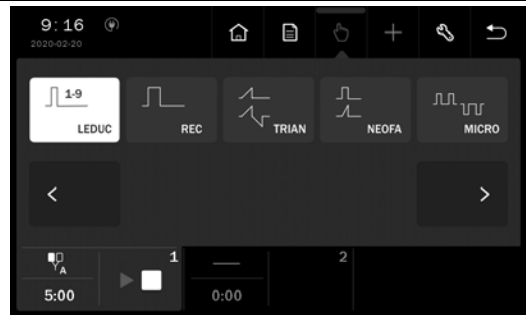 9:16
2020-02-20
1-9
LEDUC
REC
TRIAN
NEOFA
MICRO
A
1
5:00
2
0:00